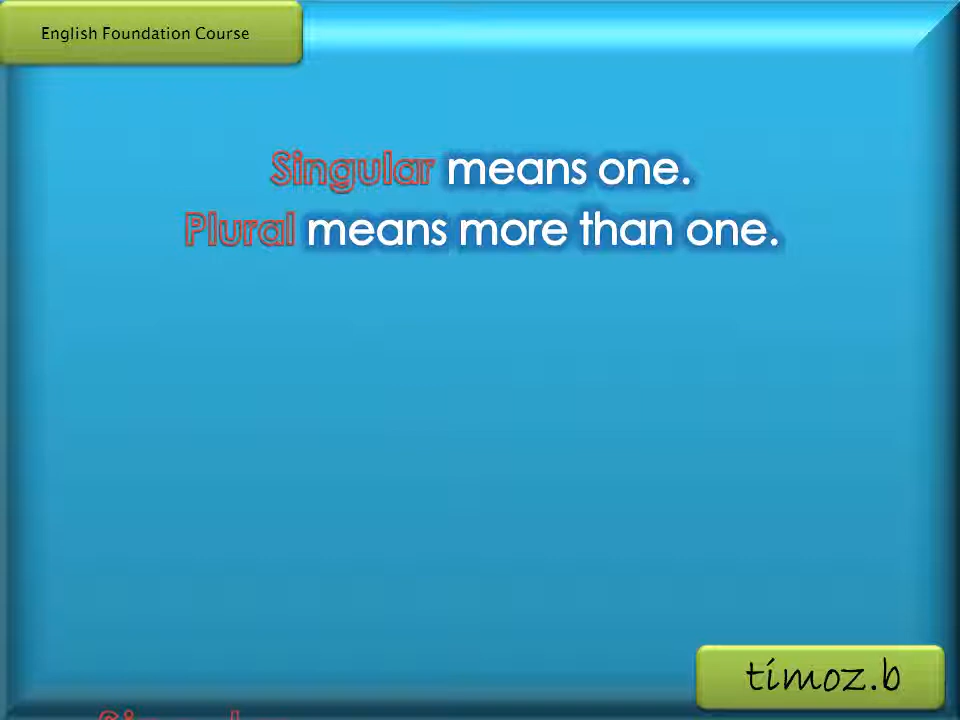 English Foundation Course
Singular means one.
Plural means more than one.
timoz.b